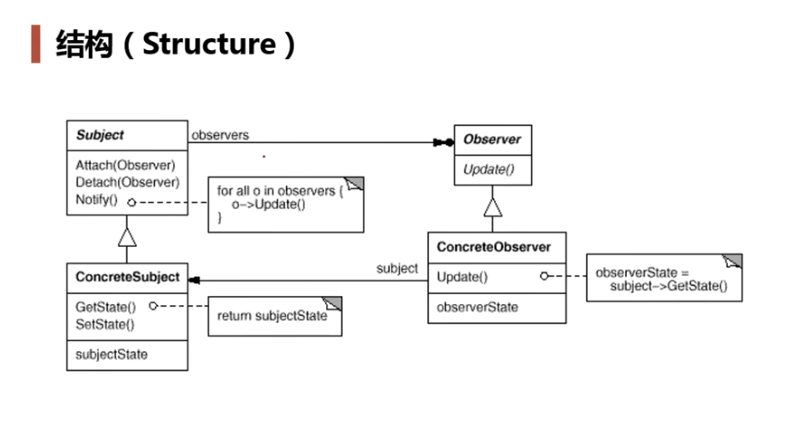 结构（Structure）
Subject
Attach(Observer)
Detach(Observer)
Notify()
observers
for all o in observers {
o->Update()
}
Observer
Update()
ConcreteSubject
GetState()
SetState()
subjectState
return subjectState
subject
ConcreteObserver
Update()
observerState
observerState =
subject->GetState()